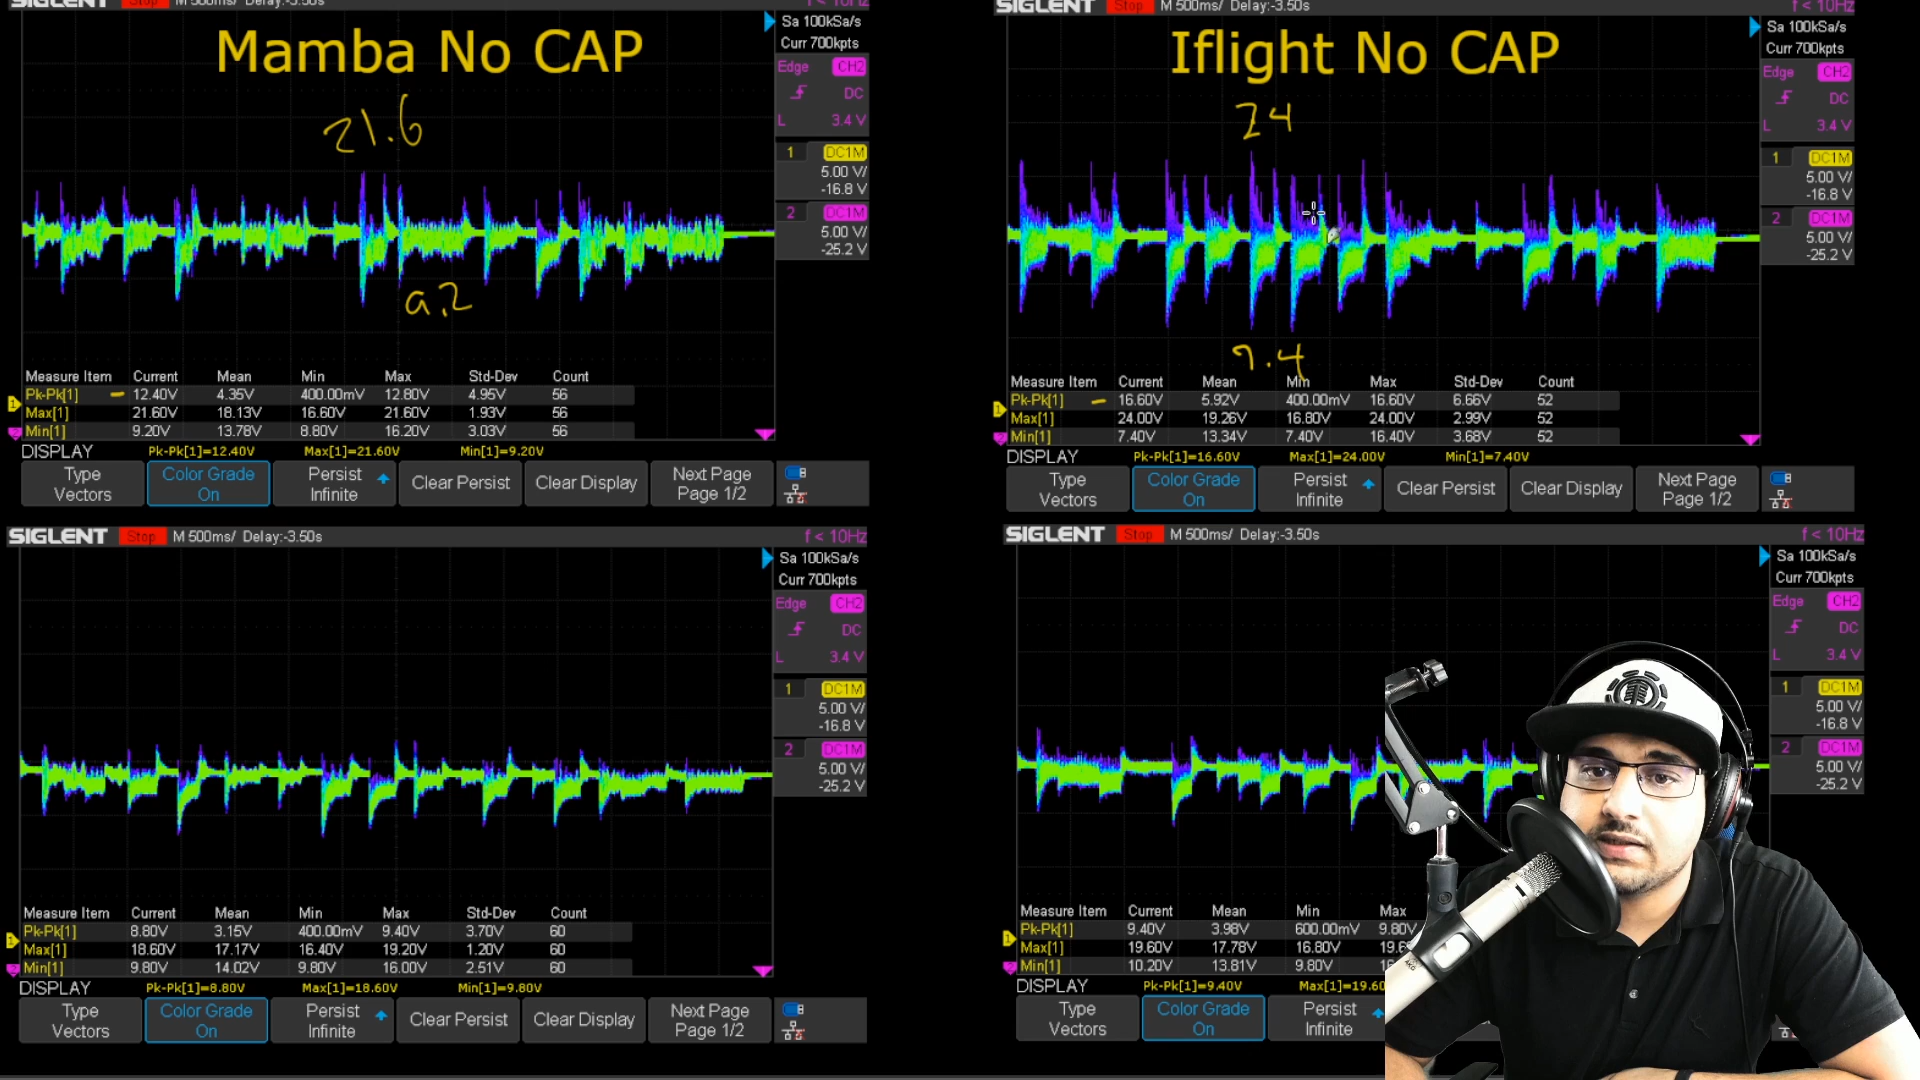 SIGLENT Stop M 500ms/ Delay:-3.50s f < 10Hz
Sa 100kSa/s
Curr 700kpts
Mamba No CAP
Edge CH2
DC
L 3.4 V
21.6
1 DC1M
5.00 V/
-16.8 V
2 DC1M
5.00 V/
-25.2 V
9.2
Measure Item Current Mean Min Max Std-Dev Count
Pk-Pk[1] 12.40V 4.35V 400.00mV 12.80V 4.95V 56
Max[1] 21.60V 18.13V 16.60V 21.60V 1.93V 56
Min[1] 9.20V 13.78V 8.80V 16.20V 3.03V 56
DISPLAY Pk-Pk[1]=12.40V Max[1]=21.60V Min[1]=9.20V
Type Vectors
Color Grade On
Persist Infinite
Clear Persist
Clear Display
Next Page Page 1/2
SIGLENT Stop M 500ms/ Delay:-3.50s f < 10Hz
Sa 100kSa/s
Curr 700kpts
Iflight No CAP
Edge CH2
DC
L 3.4 V
24
1 DC1M
5.00 V/
-16.8 V
2 DC1M
5.00 V/
-25.2 V
7.4
Measure Item Current Mean Min Max Std-Dev Count
Pk-Pk[1] 16.60V 5.92V 400.00mV 16.60V 6.66V 52
Max[1] 24.00V 19.26V 16.80V 24.00V 2.99V 52
Min[1] 7.40V 13.34V 7.40V 16.40V 3.68V 52
DISPLAY Pk-Pk[1]=16.60V Max[1]=24.00V Min[1]=7.40V
Type Vectors
Color Grade On
Persist Infinite
Clear Persist
Clear Display
Next Page Page 1/2
SIGLENT Stop M 500ms/ Delay:-3.50s f < 10Hz
Sa 100kSa/s
Curr 700kpts
Edge CH2
DC
L 3.4 V
1 DC1M
5.00 V/
-16.8 V
2 DC1M
5.00 V/
-25.2 V
Measure Item Current Mean Min Max Std-Dev Count
Pk-Pk[1] 8.80V 3.15V 400.00mV 9.40V 3.70V 60
Max[1] 18.60V 17.17V 16.40V 19.20V 1.20V 60
Min[1] 9.80V 14.02V 9.80V 16.00V 2.51V 60
DISPLAY Pk-Pk[1]=8.80V Max[1]=18.60V Min[1]=9.80V
Type Vectors
Color Grade On
Persist Infinite
Clear Persist
Clear Display
Next Page Page 1/2
SIGLENT Stop M 500ms/ Delay:-3.50s f < 10Hz
Sa 100kSa/s
Curr 700kpts
Edge CH2
DC
L 3.4 V
1 DC1M
5.00 V/
-16.8 V
2 DC1M
5.00 V/
-25.2 V
Measure Item Current Mean Min Max
Pk-Pk[1] 9.40V 3.98V 600.00mV 9.80V
Max[1] 19.60V 17.78V 16.80V 19.6
Min[1] 10.20V 13.81V 9.80V
DISPLAY Pk-Pk[1]=9.40V Max[1]=19.60
Type Vectors
Color Grade On
Persist Infinite
AKG